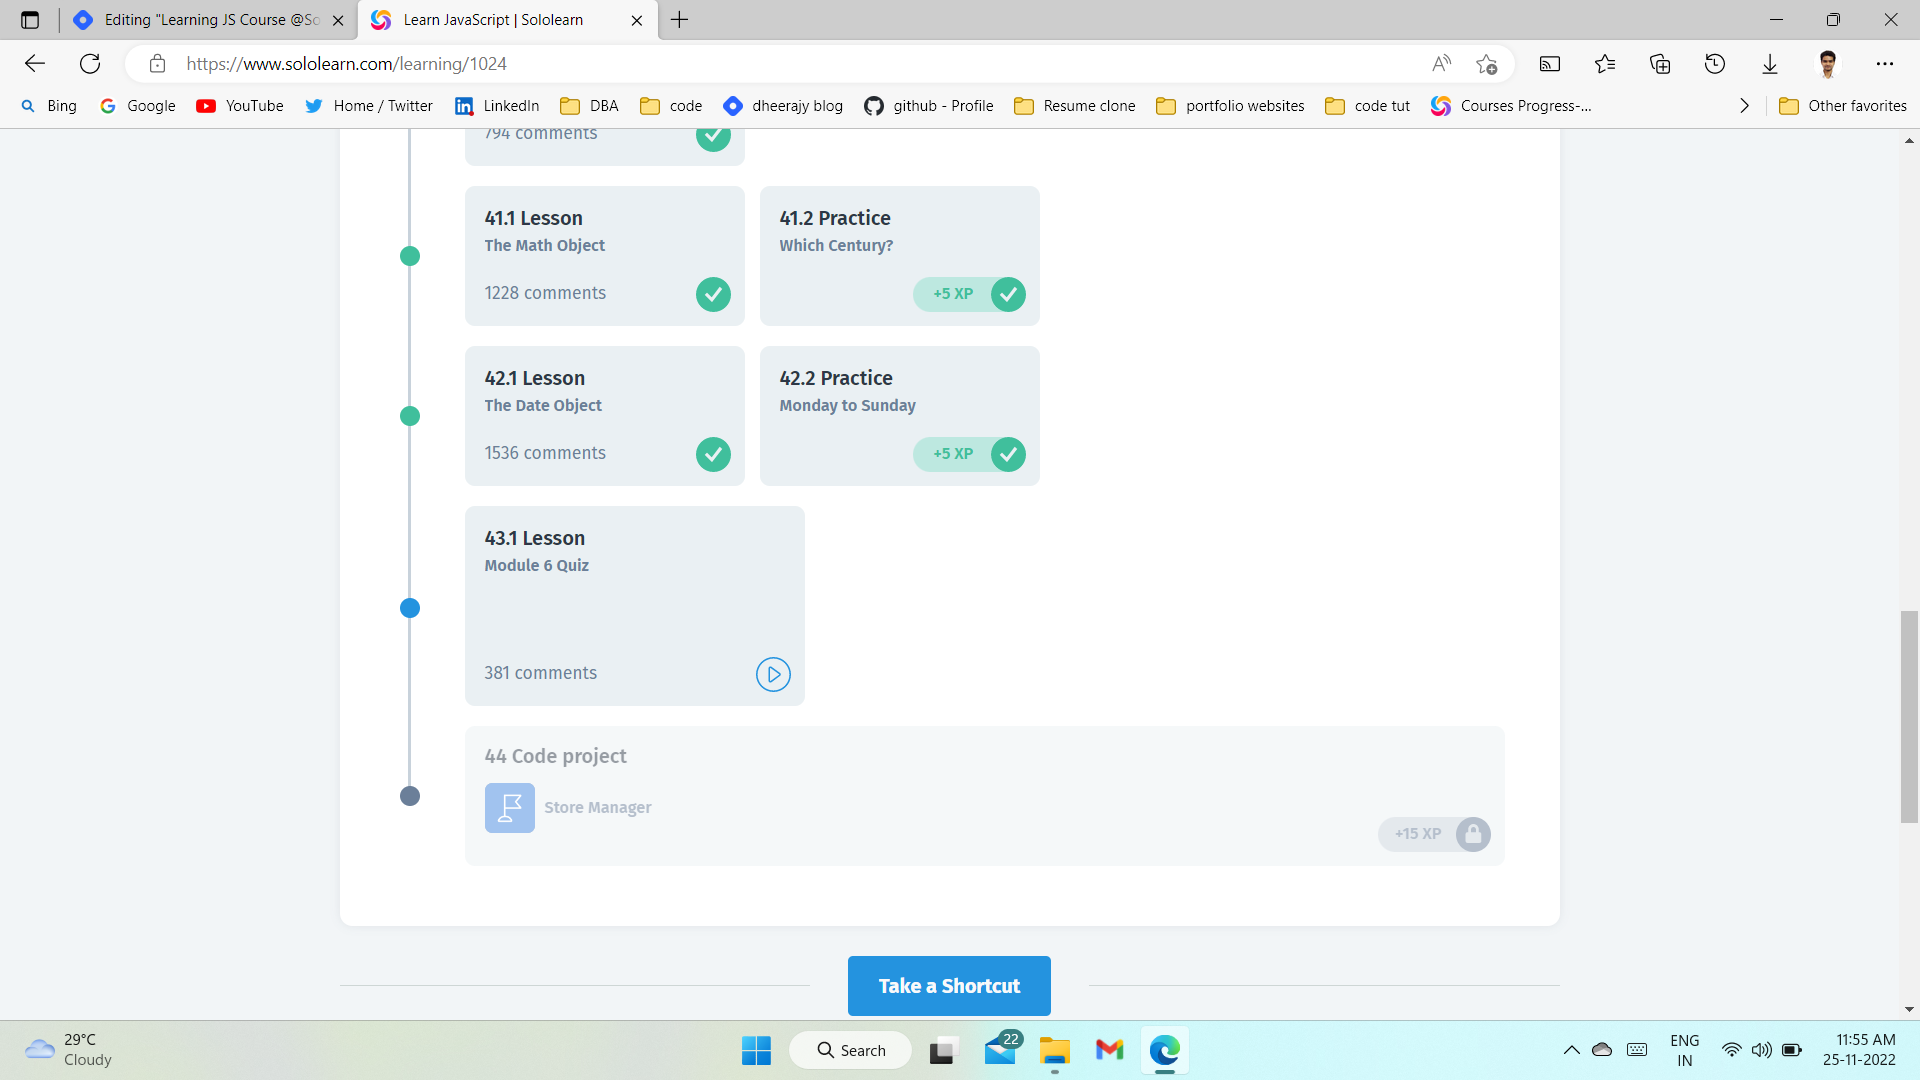 Editing "Learning JS Course @So
Learn JavaScript | Sololearn
https://www.sololearn.com/learning/1024
Bing
Google
YouTube
Home / Twitter
LinkedIn
DBA
code
dheerajy blog
github - Profile
Resume clone
portfolio websites
code tut
Courses Progress-...
Other favorites
794 comments
41.1 Lesson
The Math Object
1228 comments
41.2 Practice
Which Century?
+5 XP
42.1 Lesson
The Date Object
1536 comments
42.2 Practice
Monday to Sunday
+5 XP
43.1 Lesson
Module 6 Quiz
381 comments
44 Code project
Store Manager
+15 XP
Take a Shortcut
29°C
Cloudy
Search
22
ENG
IN
11:55 AM
25-11-2022